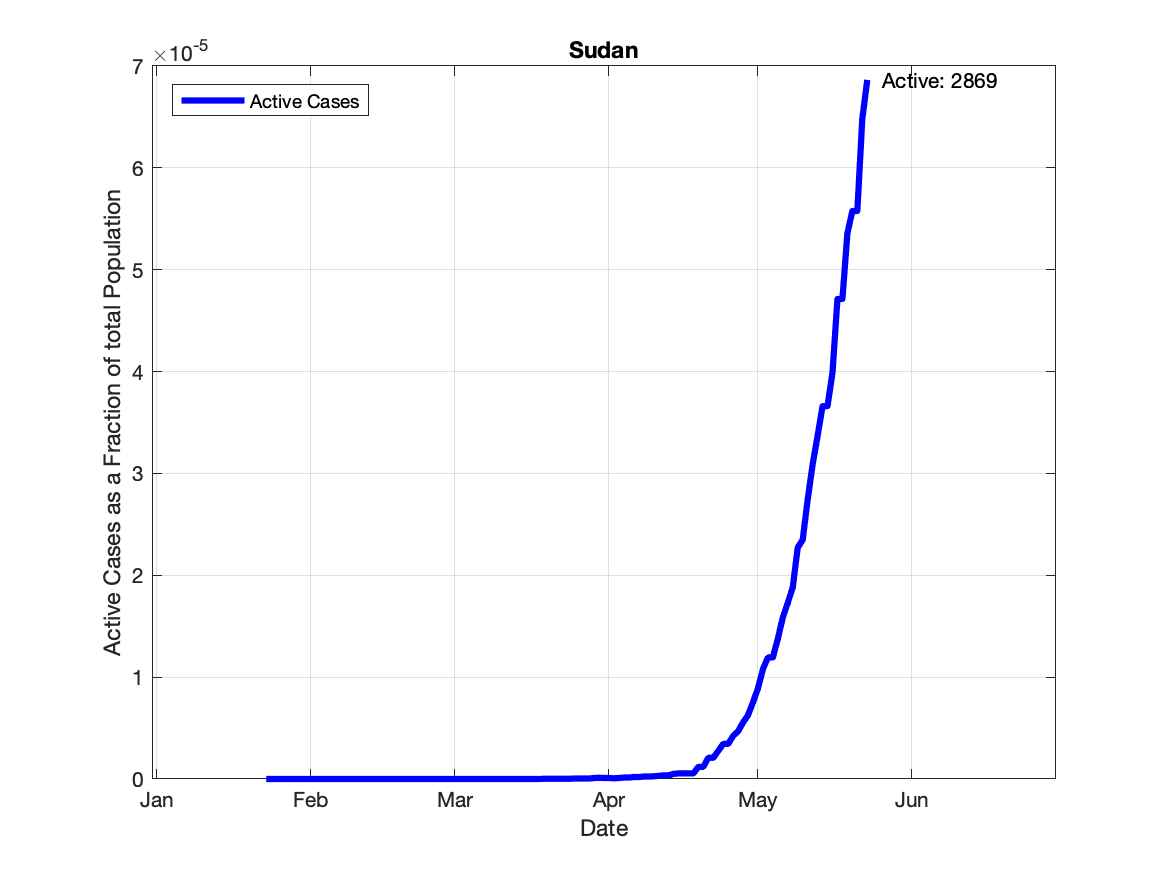 Sudan
×10-5
Active Cases
Active: 2869
7
6
5
4
3
2
1
0
Active Cases as a Fraction of total Population
Jan Feb Mar Apr May Jun
Date